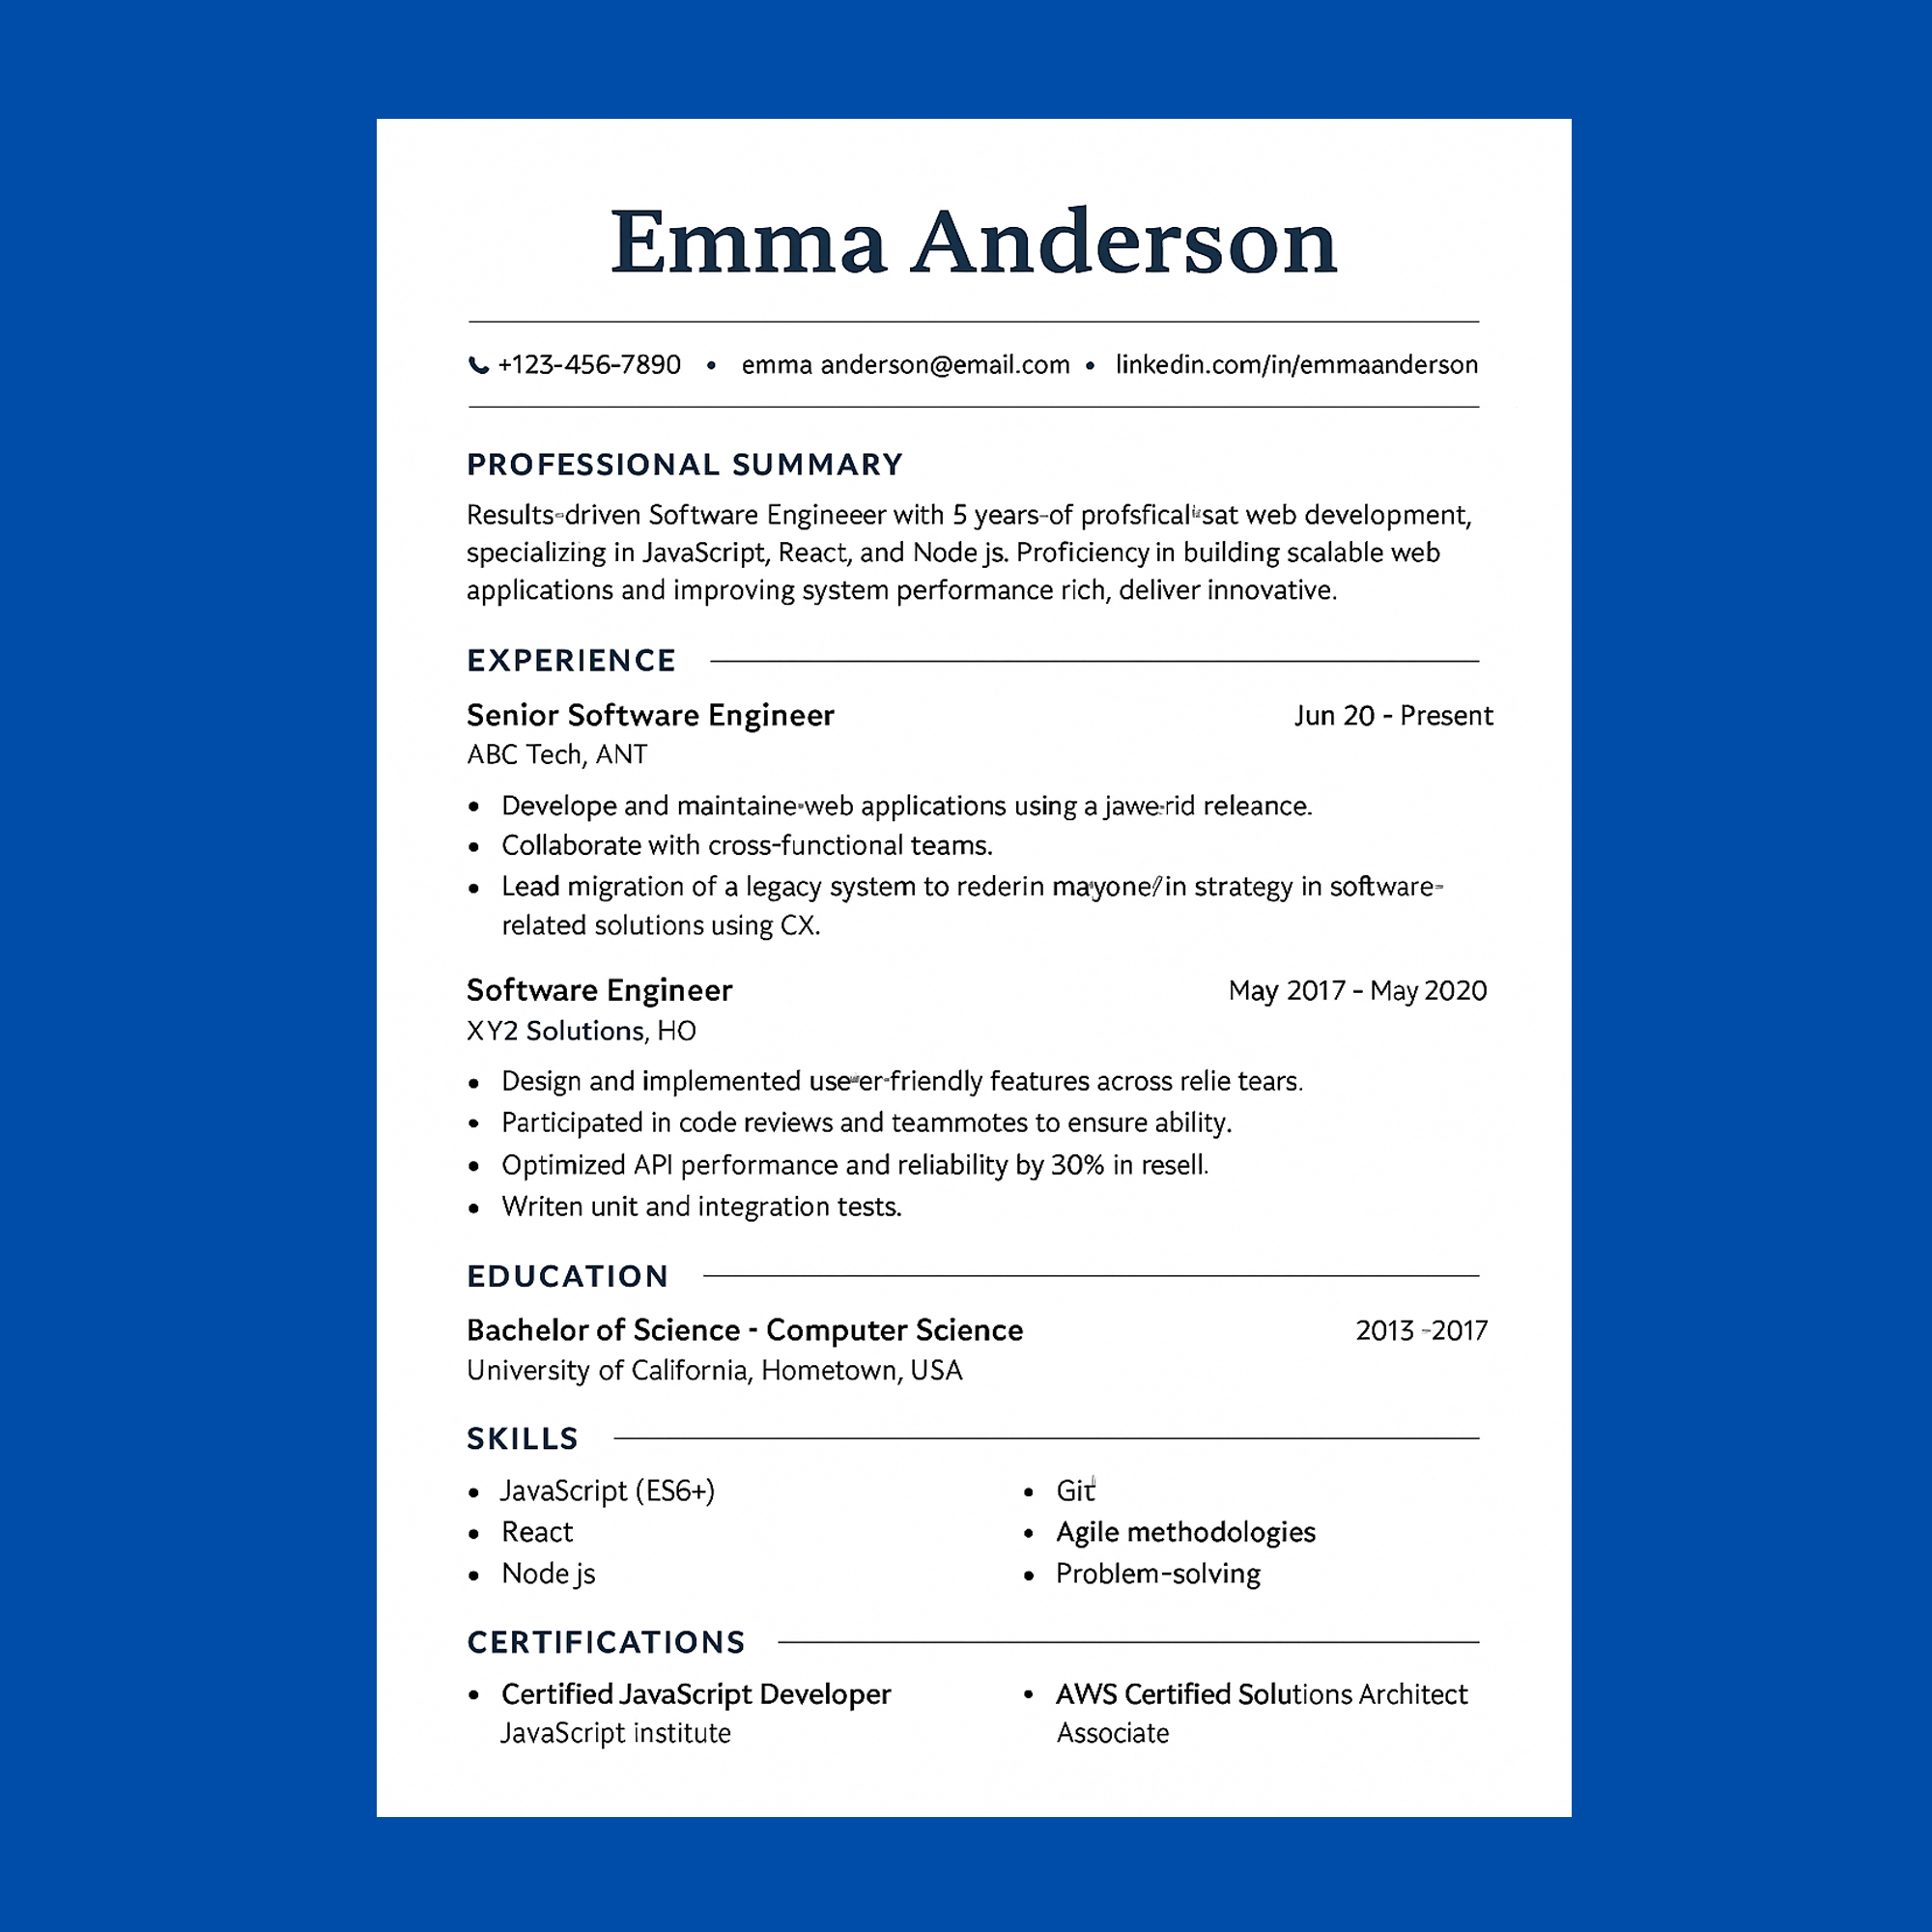 Emma Anderson
+123-456-7890 • emma anderson@email.com • linkedin.com/in/emmaanderson
PROFESSIONAL SUMMARY
Results-driven Software Engineeer with 5 years-of profsfical sat web development,
specializing in JavaScript, React, and Node js. Proficiency in building scalable web
applications and improving system performance rich, deliver innovative.
EXPERIENCE
Senior Software Engineer Jun 20 - Present
ABC Tech, ANT
• Develope and maintaine-web applications using a jawe-rid releance.
• Collaborate with cross-functional teams.
• Lead migration of a legacy system to rederin mayone/in strategy in software-
related solutions using CX.
Software Engineer May 2017 - May 2020
XY2 Solutions, HO
• Design and implemented use-er-friendly features across relie tears.
• Participated in code reviews and teammotes to ensure ability.
• Optimized API performance and reliability by 30% in resell.
• Writen unit and integration tests.
EDUCATION
Bachelor of Science - Computer Science 2013 -2017
University of California, Hometown, USA
SKILLS
• JavaScript (ES6+)
• React
• Node js
• Git
• Agile methodologies
• Problem-solving
CERTIFICATIONS
• Certified JavaScript Developer
JavaScript institute
• AWS Certified Solutions Architect
Associate